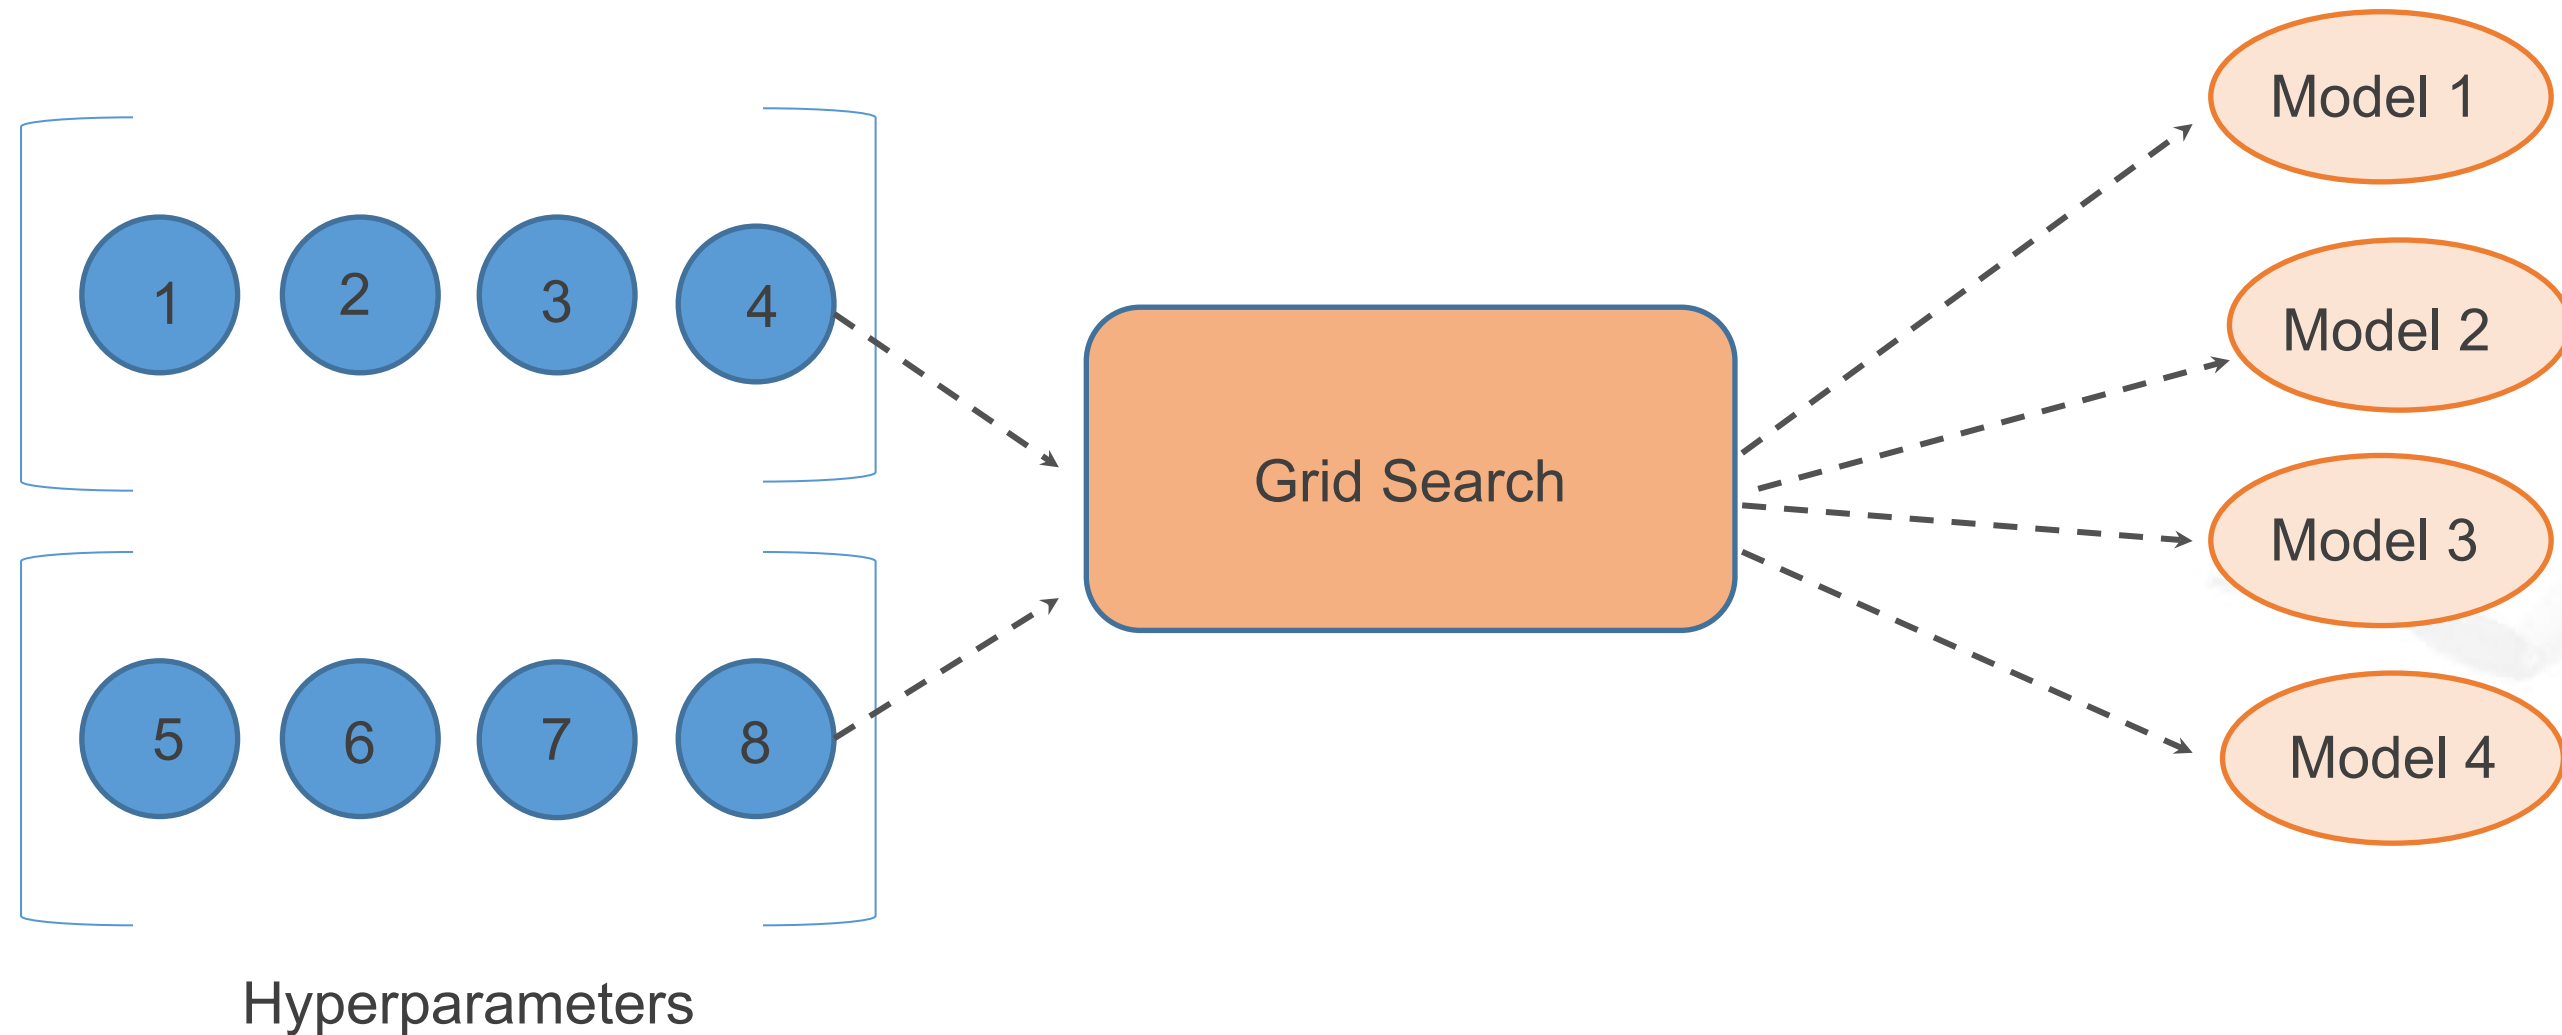 1 2 3 4
5 6 7 8
Hyperparameters
Grid Search
Model 1
Model 2
Model 3
Model 4